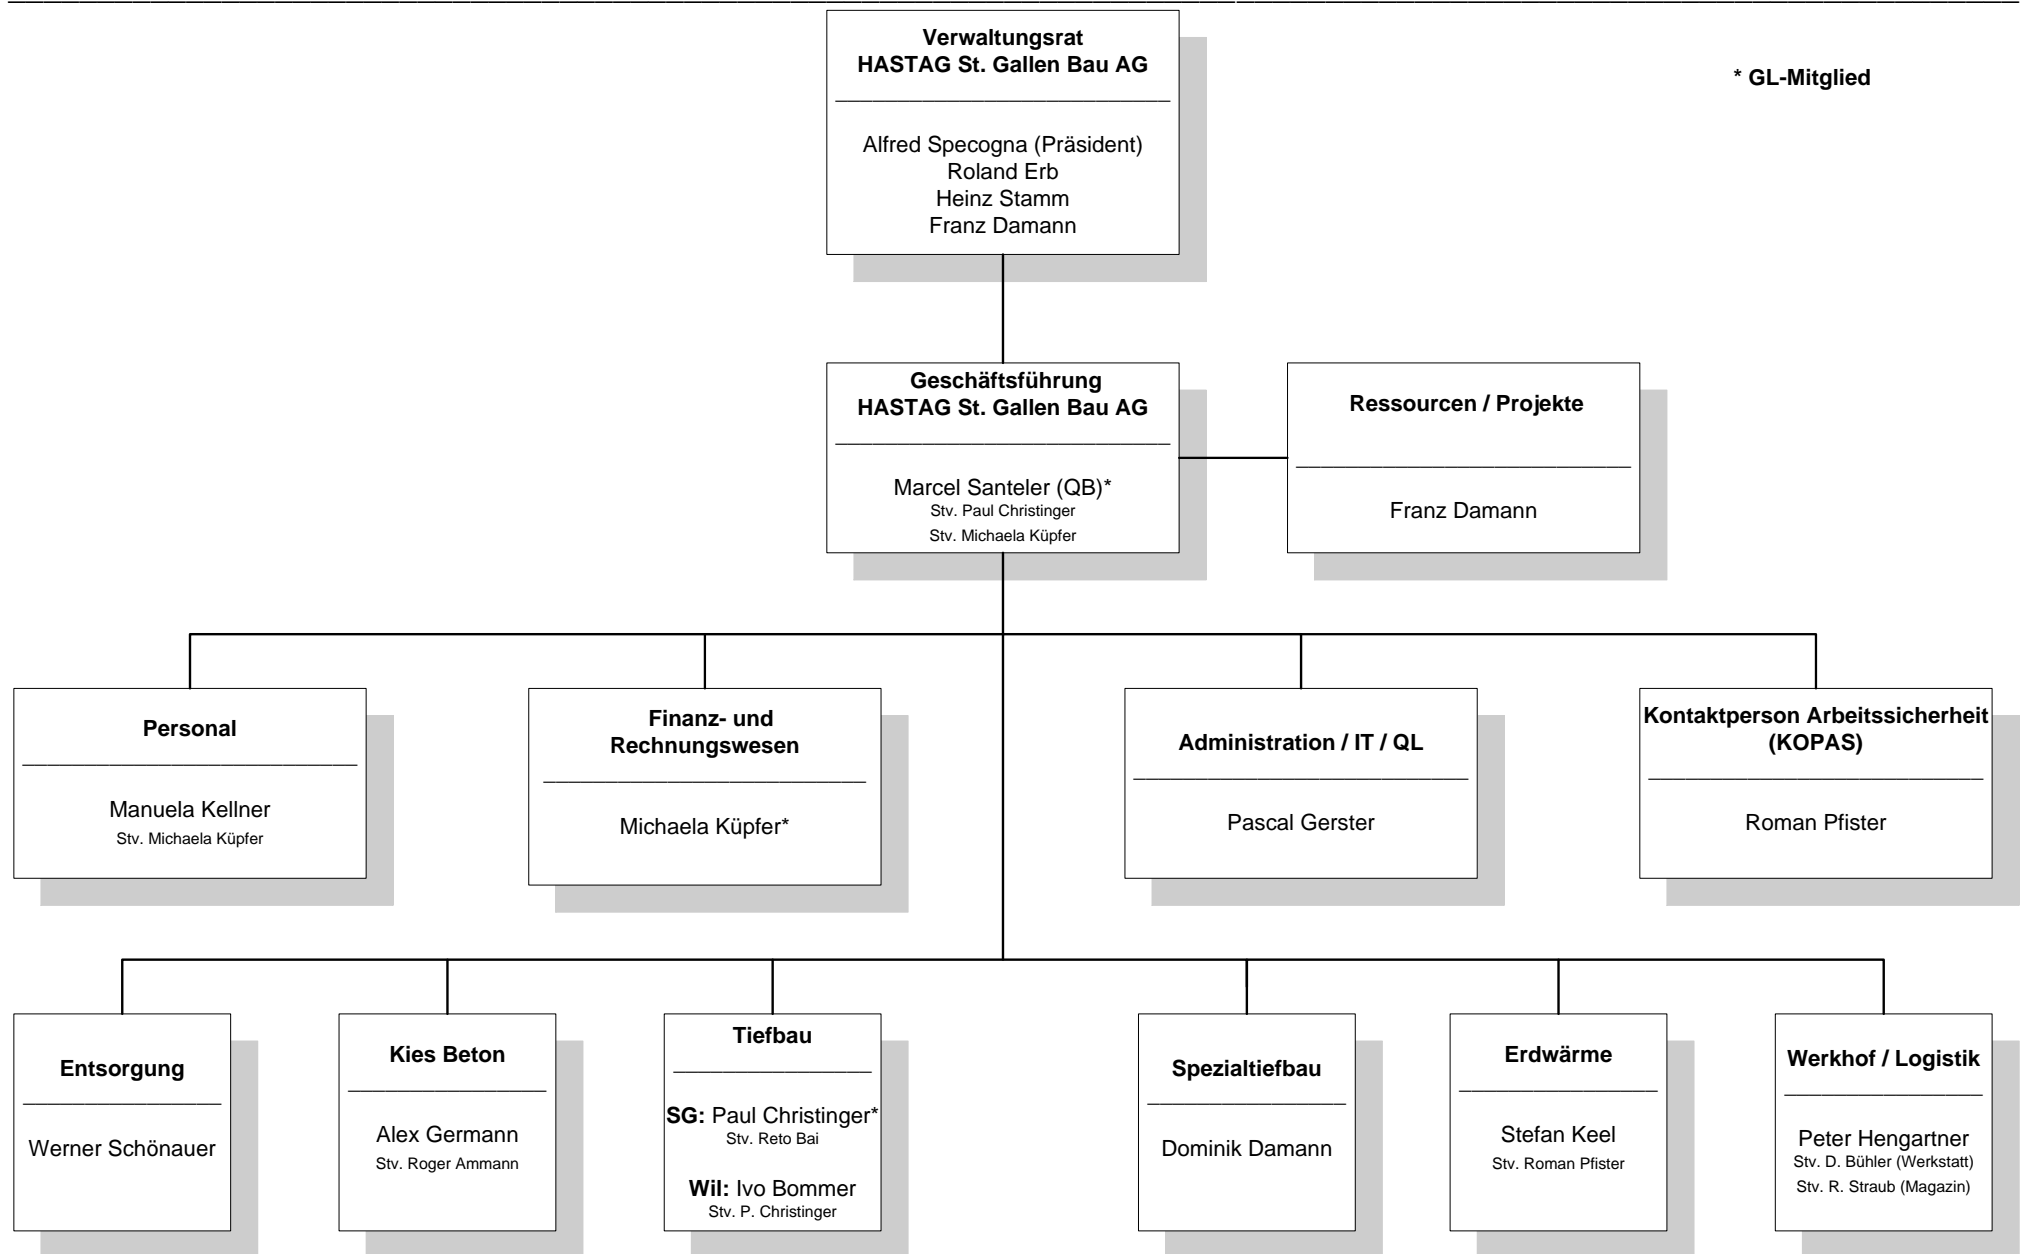 Verwaltungsrat
HASTAG St. Gallen Bau AG
* GL-Mitglied
Alfred Specogna (Präsident)
Roland Erb
Heinz Stamm
Franz Damann
Geschäftsführung
HASTAG St. Gallen Bau AG
Marcel Santeler (QB)*
Stv. Paul Christinger
Stv. Michaela Küpfer
Ressourcen / Projekte
Franz Damann
Personal
Manuela Kellner
Stv. Michaela Küpfer
Finanz- und
Rechnungswesen
Michaela Küpfer*
Administration / IT / QL
Pascal Gerster
Kontaktperson Arbeitssicherheit
(KOPAS)
Roman Pfister
Entsorgung
Werner Schönauer
Kies Beton
Alex Germann
Stv. Roger Ammann
Tiefbau
SG: Paul Christinger*
Stv. Reto Bai
Wil: Ivo Bommer
Stv. P. Christinger
Spezialtiefbau
Dominik Damann
Erdwärme
Stefan Keel
Stv. Roman Pfister
Werkhof / Logistik
Peter Hengartner
Stv. D. Bühler (Werkstatt)
Stv. R. Straub (Magazin)